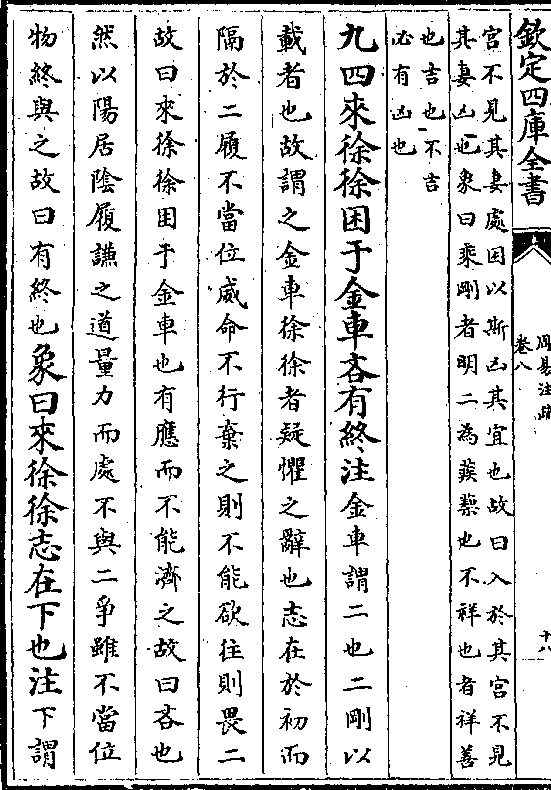 欽定四庫全書
周易注疏
卷八
十八
宫不見其妻處困以斯凶其宜也故曰入於其宮不見
其妻凶也象曰乘剛者明二為蒺蔾也不祥也者祥善
也吉也不吉
必有凶也
九四來徐徐困于金車吝有終注金車謂二也二剛以
載者也故謂之金車徐徐者疑懼之辭也志在於初而
隔於二履不當位威命不行棄之則不能欲往則畏二
故曰來徐徐困于金車也有應而不能濟之故曰吝也
然以陽居陰履謙之道量力而處不與二爭雖不當位
物終與之故曰有終也象曰來徐徐志在下也注下謂